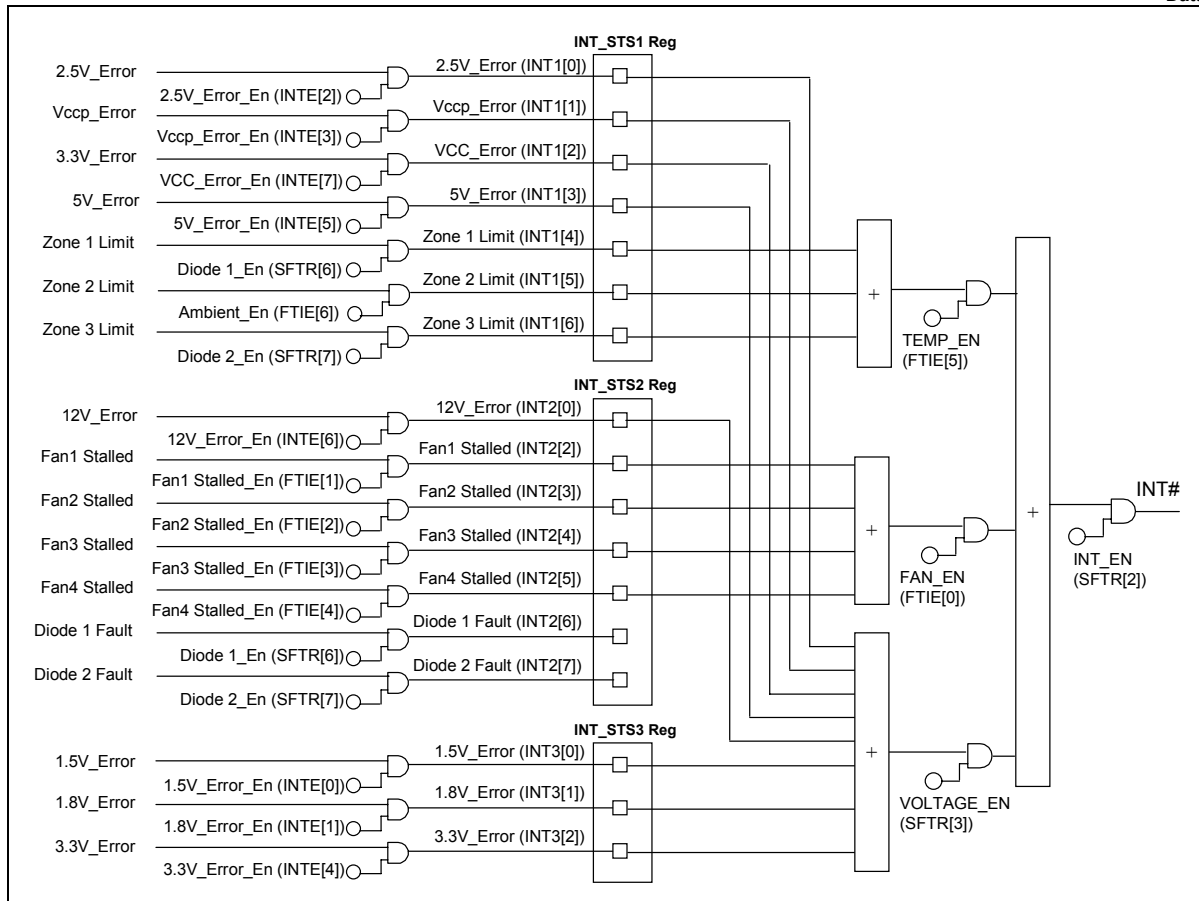 INT_STS1 Reg
2.5V_Error
2.5V_Error_En (INTE[2])
2.5V_Error (INT1[0])
Vccp_Error
Vccp_Error_En (INTE[3])
Vccp_Error (INT1[1])
3.3V_Error
VCC_Error_En (INTE[7])
VCC_Error (INT1[2])
5V_Error
5V_Error_En (INTE[5])
5V_Error (INT1[3])
Zone 1 Limit
Diode 1_En (SFTR[6])
Zone 1 Limit (INT1[4])
Zone 2 Limit
Ambient_En (FTIE[6])
Zone 2 Limit (INT1[5])
Zone 3 Limit
Diode 2_En (SFTR[7])
Zone 3 Limit (INT1[6])
+
TEMP_EN
(FTIE[5])
INT_STS2 Reg
12V_Error
12V_Error_En (INTE[6])
12V_Error (INT2[0])
Fan1 Stalled
Fan1 Stalled_En (FTIE[1])
Fan1 Stalled (INT2[2])
Fan2 Stalled
Fan2 Stalled_En (FTIE[2])
Fan2 Stalled (INT2[3])
Fan3 Stalled
Fan3 Stalled_En (FTIE[3])
Fan3 Stalled (INT2[4])
Fan4 Stalled
Fan4 Stalled_En (FTIE[4])
Fan4 Stalled (INT2[5])
Diode 1 Fault
Diode 1_En (SFTR[6])
Diode 1 Fault (INT2[6])
Diode 2 Fault
Diode 2_En (SFTR[7])
Diode 2 Fault (INT2[7])
+
FAN_EN
(FTIE[0])
+
INT#
INT_EN
(SFTR[2])
INT_STS3 Reg
1.5V_Error
1.5V_Error_En (INTE[0])
1.5V_Error (INT3[0])
1.8V_Error
1.8V_Error_En (INTE[1])
1.8V_Error (INT3[1])
3.3V_Error
3.3V_Error_En (INTE[4])
3.3V_Error (INT3[2])
+
VOLTAGE_EN
(SFTR[3])